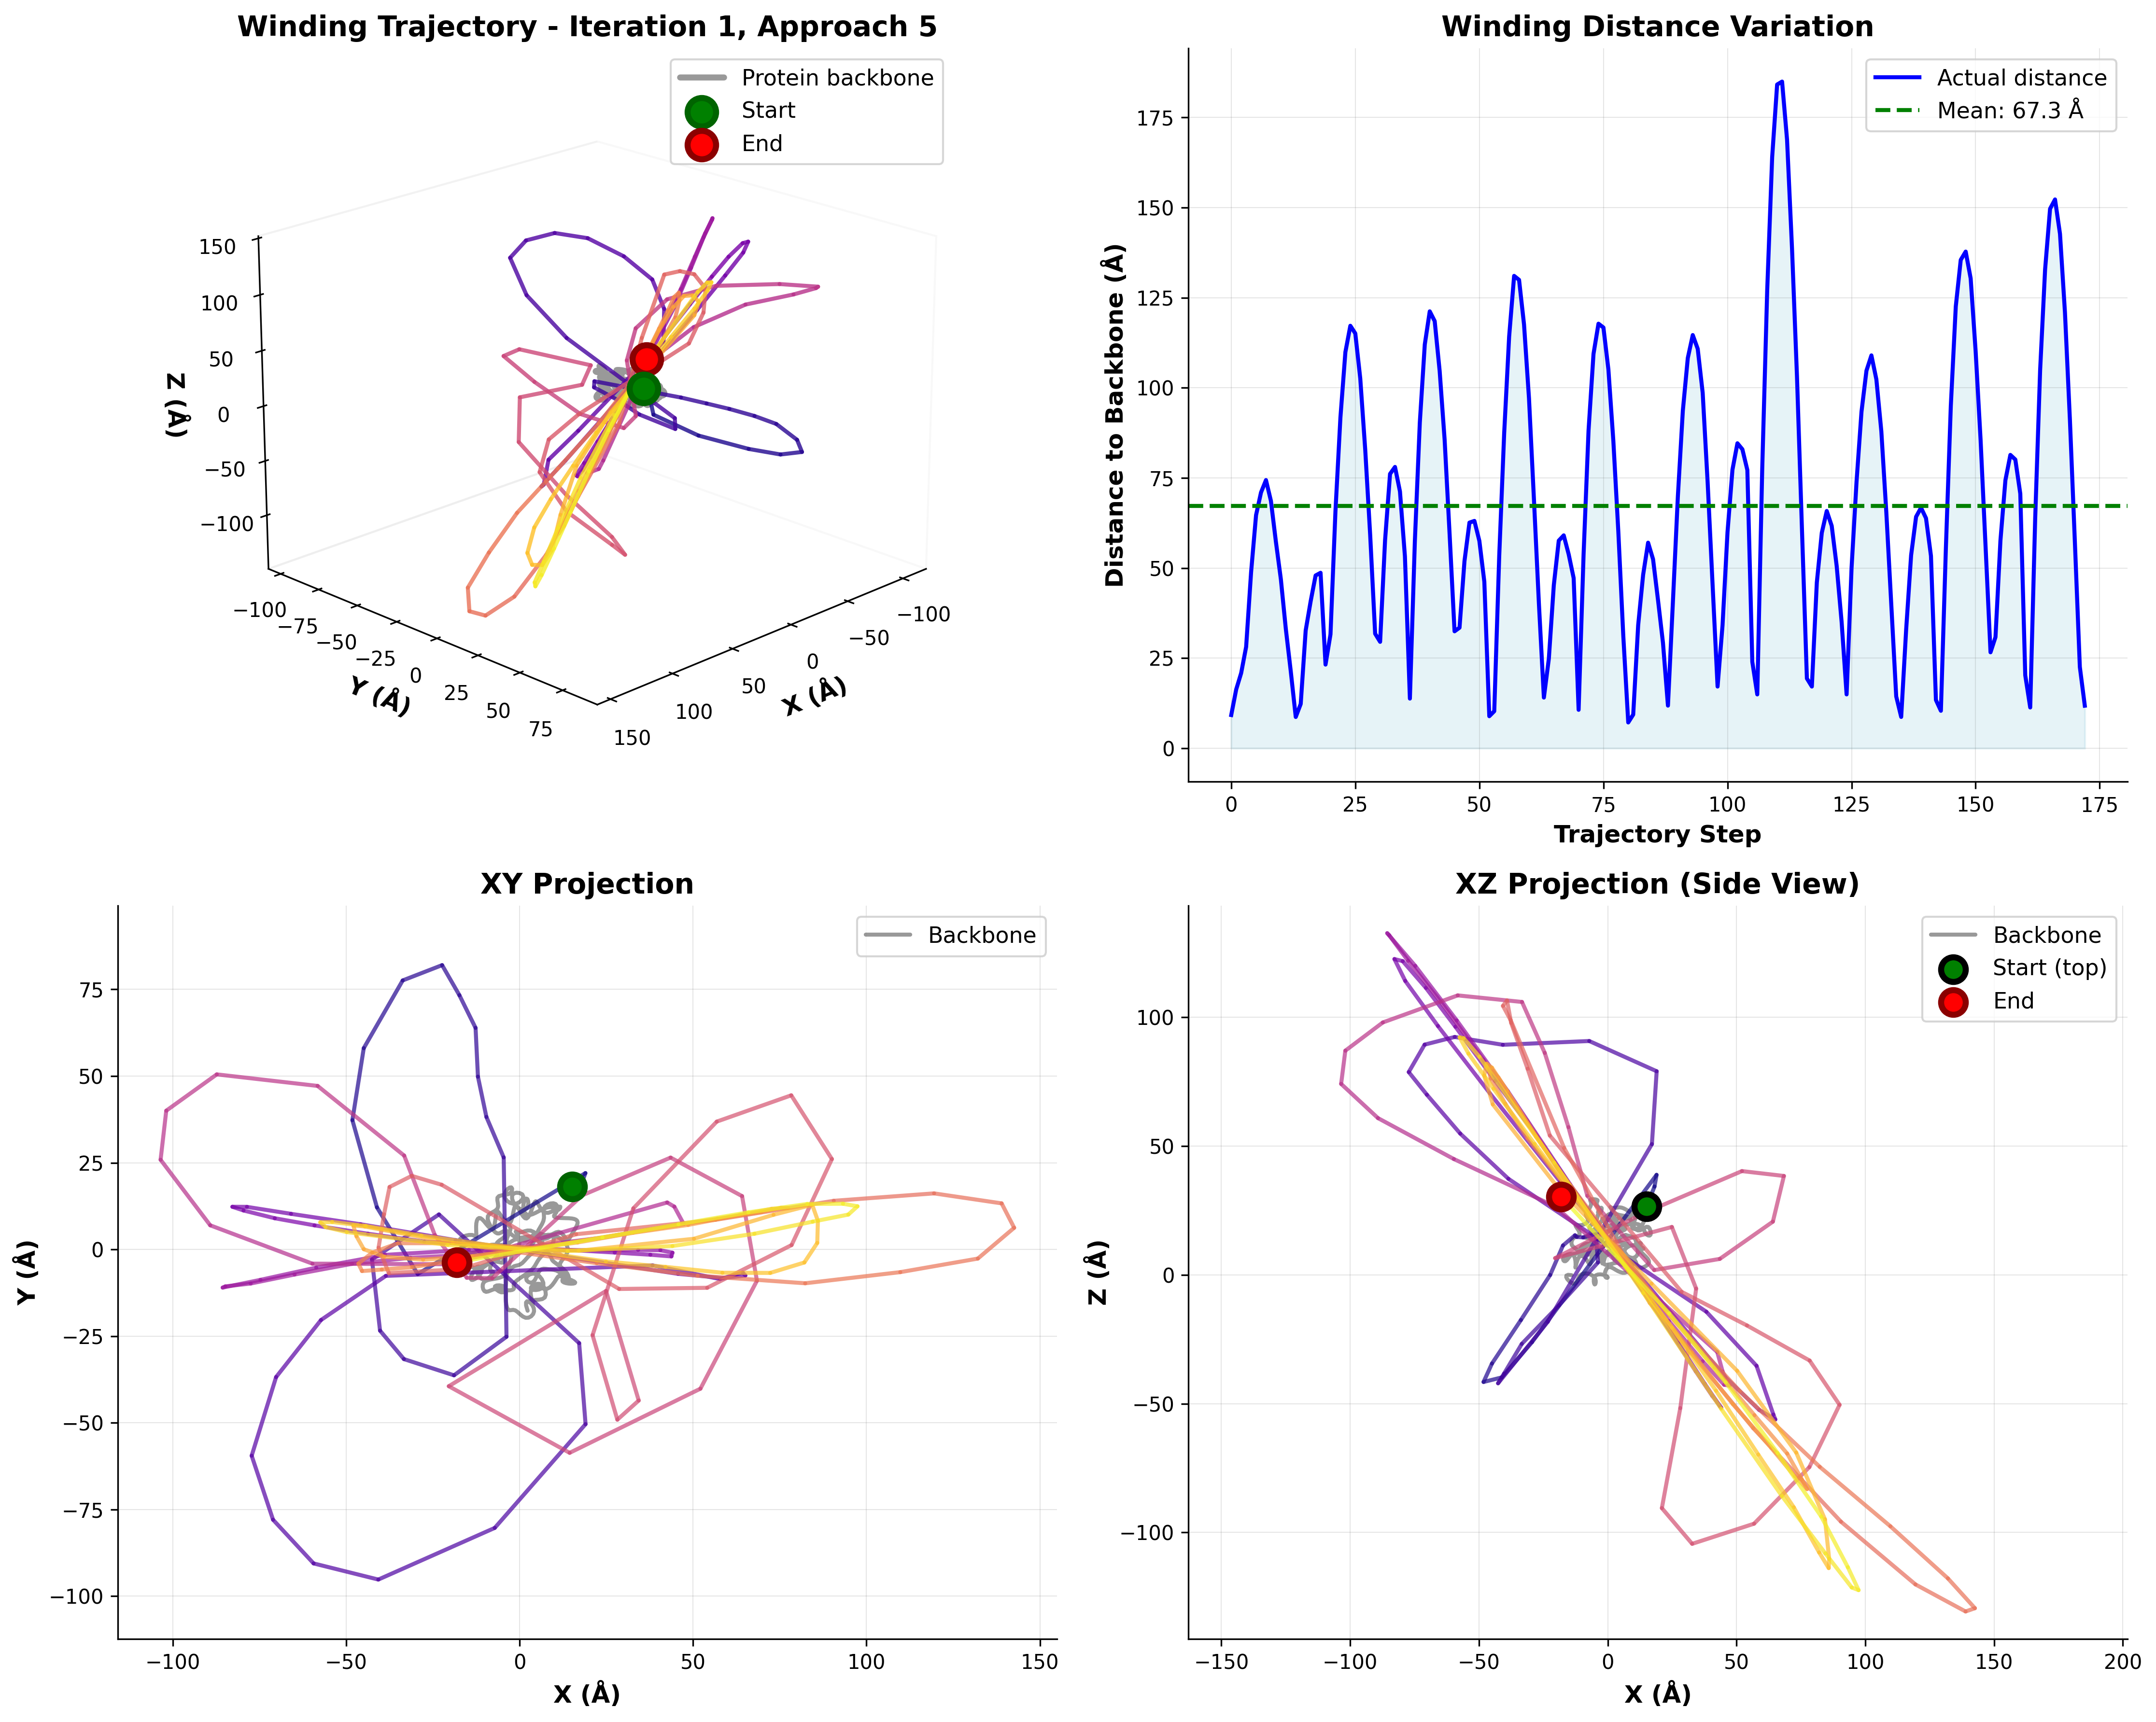 Winding Trajectory - Iteration 1, Approach 5
Protein backbone
Start
End
150
100
50
0
−50
−100
Z (Å)
−100
−75
−50
−25
0
25
50
75
Y (Å)
150
100
50
0
−50
−100
X (Å)
Winding Distance Variation
Actual distance
Mean: 67.3 Å
175
150
125
100
75
50
25
0
Distance to Backbone (Å)
0 25 50 75 100 125 150 175
Trajectory Step
XY Projection
Backbone
75
50
25
0
−25
−50
−75
−100
Y (Å)
−100 −50 0 50 100 150
X (Å)
XZ Projection (Side View)
Backbone
Start (top)
End
100
50
0
−50
−100
Z (Å)
−150 −100 −50 0 50 100 150 200
X (Å)